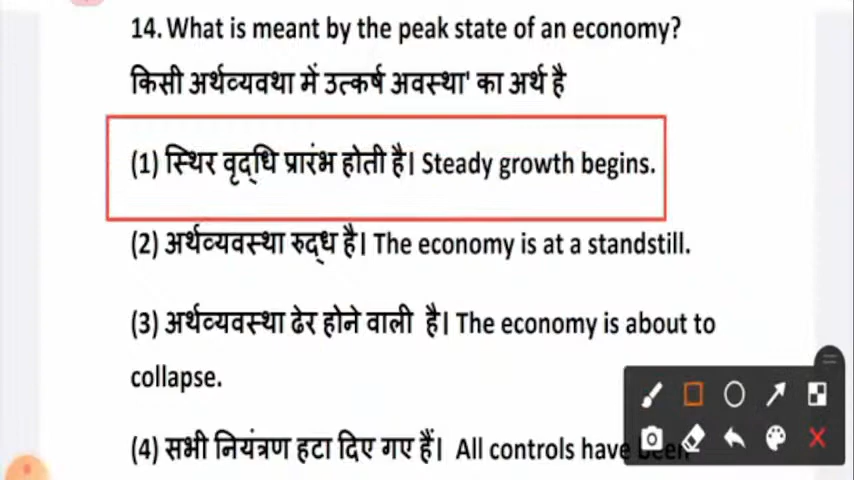 14. What is meant by the peak state of an economy?
किसी अर्थव्यवथा में उत्कर्ष अवस्था' का अर्थ है
(1) स्थिर वृद्धि प्रारंभ होती है। Steady growth begins.
(2) अर्थव्यवस्था रुद्ध है। The economy is at a standstill.
(3) अर्थव्यवस्था ढेर होने वाली है। The economy is about to
collapse.
(4) सभी नियंत्रण हटा दिए गए हैं। All controls have been